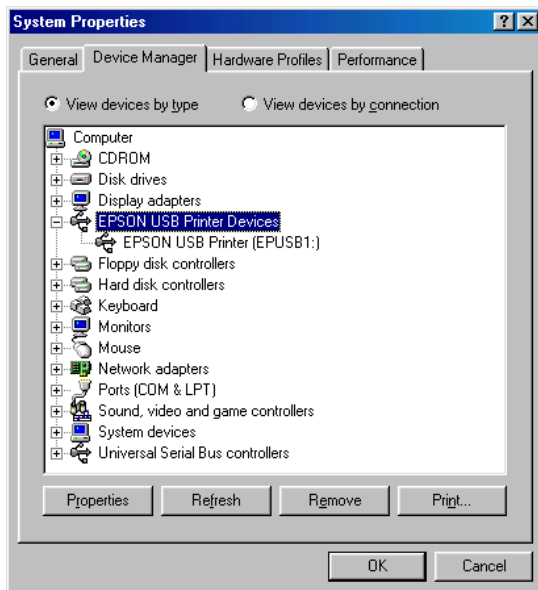 System Properties
General Device Manager Hardware Profiles Performance
View devices by type View devices by connection
Computer
CDROM
Disk drives
Display adapters
EPSON USB Printer Devices
EPSON USB Printer (EPUSB1:)
Floppy disk controllers
Hard disk controllers
Keyboard
Monitors
Mouse
Network adapters
Ports (COM & LPT)
Sound, video and game controllers
System devices
Universal Serial Bus controllers
Properties Refresh Remove Print...
OK Cancel